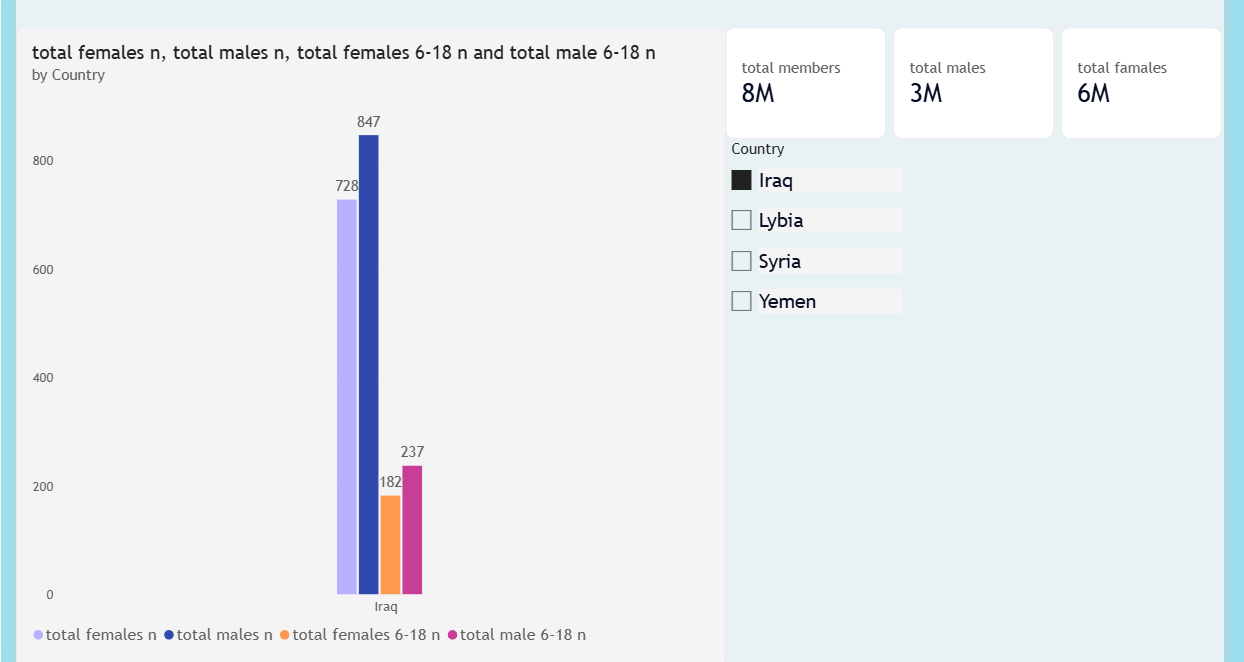 total females n, total males n, total females 6-18 n and total male 6-18 n
by Country
847
800
728
600
400
237
182
200
0
Iraq
total females n total males n total females 6-18 n total male 6-18 n
total members
8M
total males
3M
total famales
6M
Country
Iraq
Lybia
Syria
Yemen